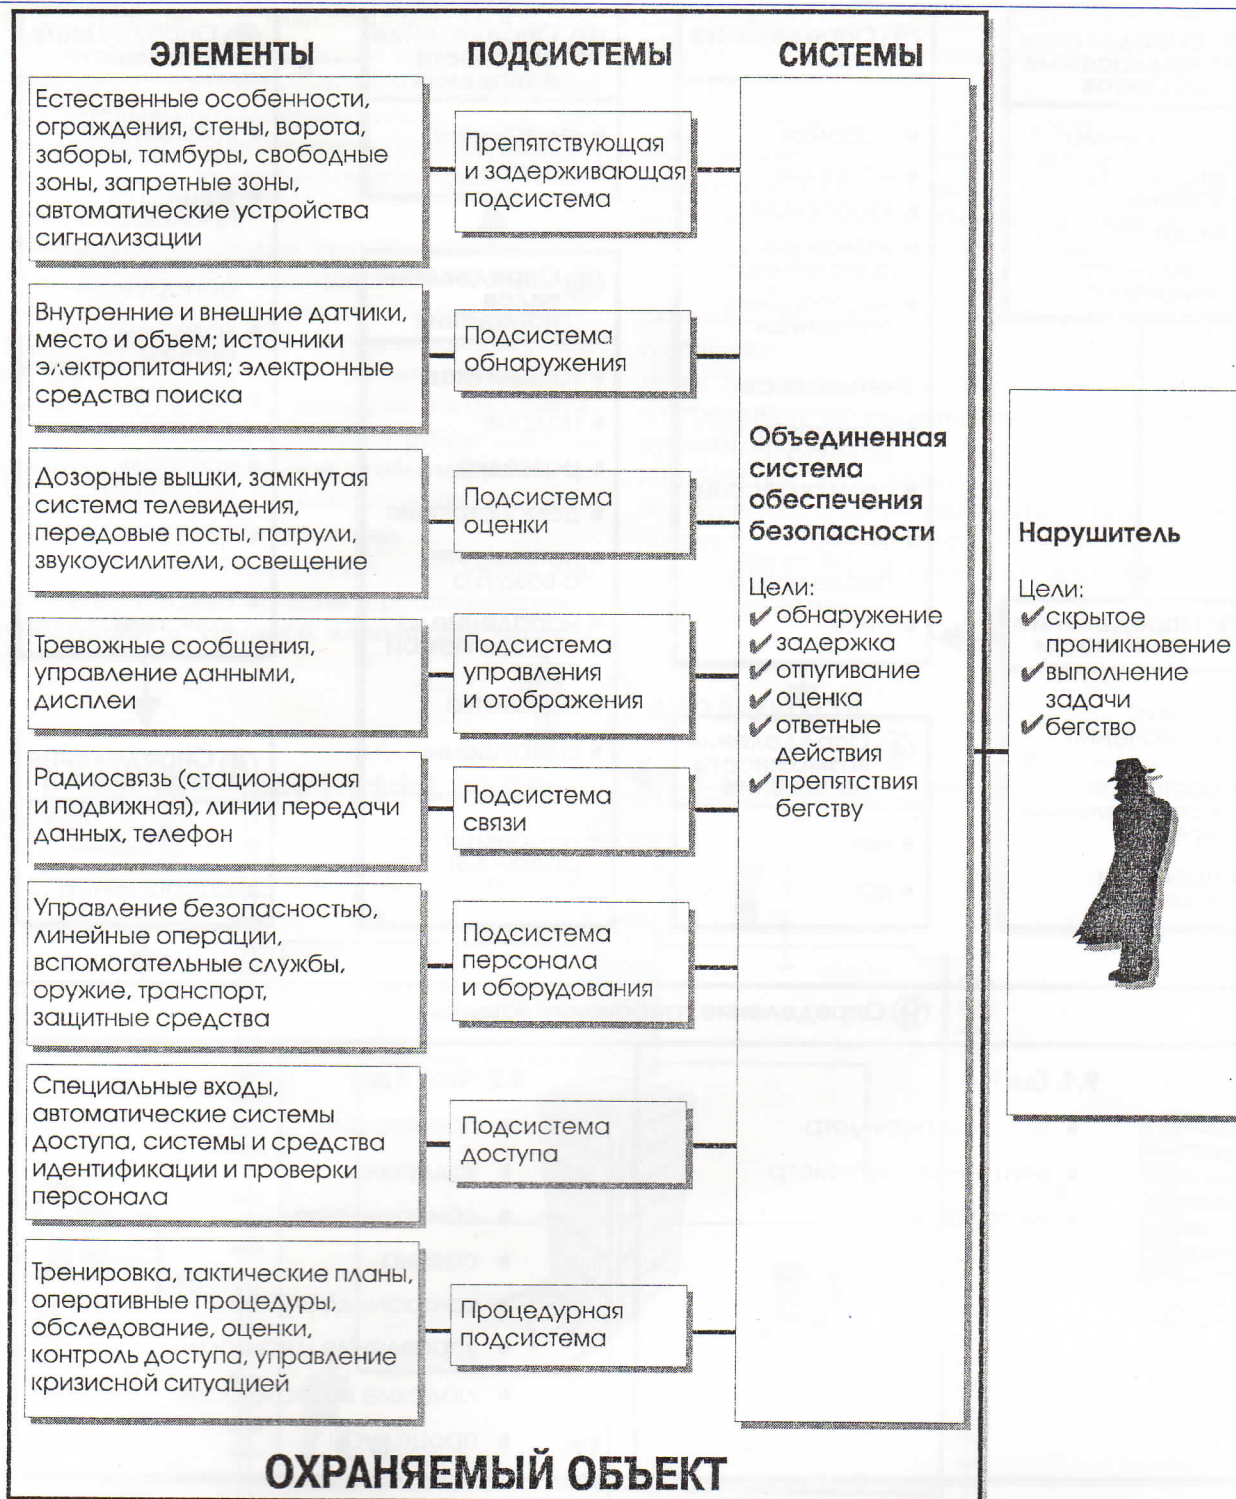 ЭЛЕМЕНТЫ
ПОДСИСТЕМЫ
СИСТЕМЫ
Естественные особенности,
ограждения, стены, ворота,
заборы, тамбуры, свободные
зоны, запретные зоны,
автоматические устройства
сигнализации
Препятствующая
и задерживающая
подсистема
Внутренние и внешние датчики,
место и объем; источники
электропитания; электронные
средства поиска
Подсистема
обнаружения
Дозорные вышки, замкнутая
система телевидения,
передовые посты, патрули,
звукоусилители, освещение
Подсистема
оценки
Тревожные сообщения,
управление данными,
дисплеи
Подсистема
управления
и отображения
Радиосвязь (стационарная
и подвижная), линии передачи
данных, телефон
Подсистема
связи
Управление безопасностью,
линейные операции,
вспомогательные службы,
оружие, транспорт,
защитные средства
Подсистема
персонала
и оборудования
Специальные входы,
автоматические системы
доступа, системы и средства
идентификации и проверки
персонала
Подсистема
доступа
Тренировка, тактические планы,
оперативные процедуры,
обследование, оценки,
контроль доступа, управление
кризисной ситуацией
Процедурная
подсистема
Объединенная
система
обеспечения
безопасности
Цели:
✔ обнаружение
✔ задержка
✔ отпугивание
✔ оценка
✔ ответные
действия
✔ препятствия
бегству
Нарушитель
Цели:
✔ скрытое
проникновение
✔ выполнение
задачи
✔ бегство
ОХРАНЯЕМЫЙ ОБЪЕКТ